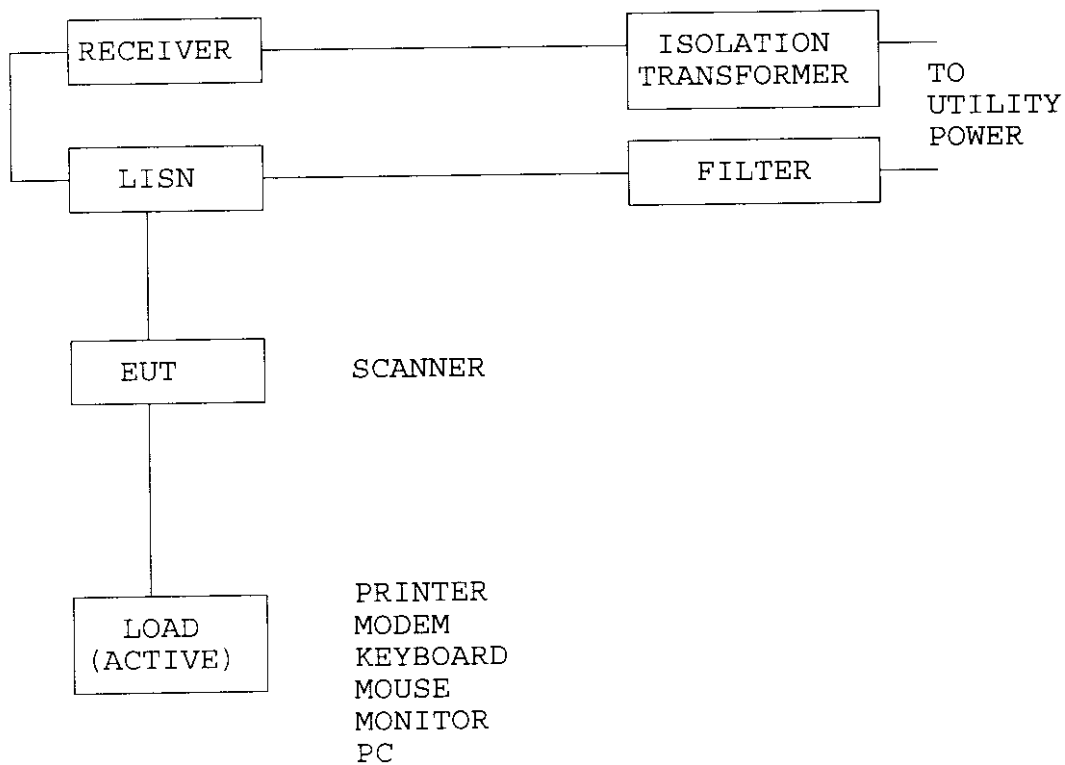 RECEIVER
ISOLATION
TRANSFORMER
TO
UTILITY
POWER
LISN
FILTER
EUT
SCANNER
LOAD
(ACTIVE)
PRINTER
MODEM
KEYBOARD
MOUSE
MONITOR
PC